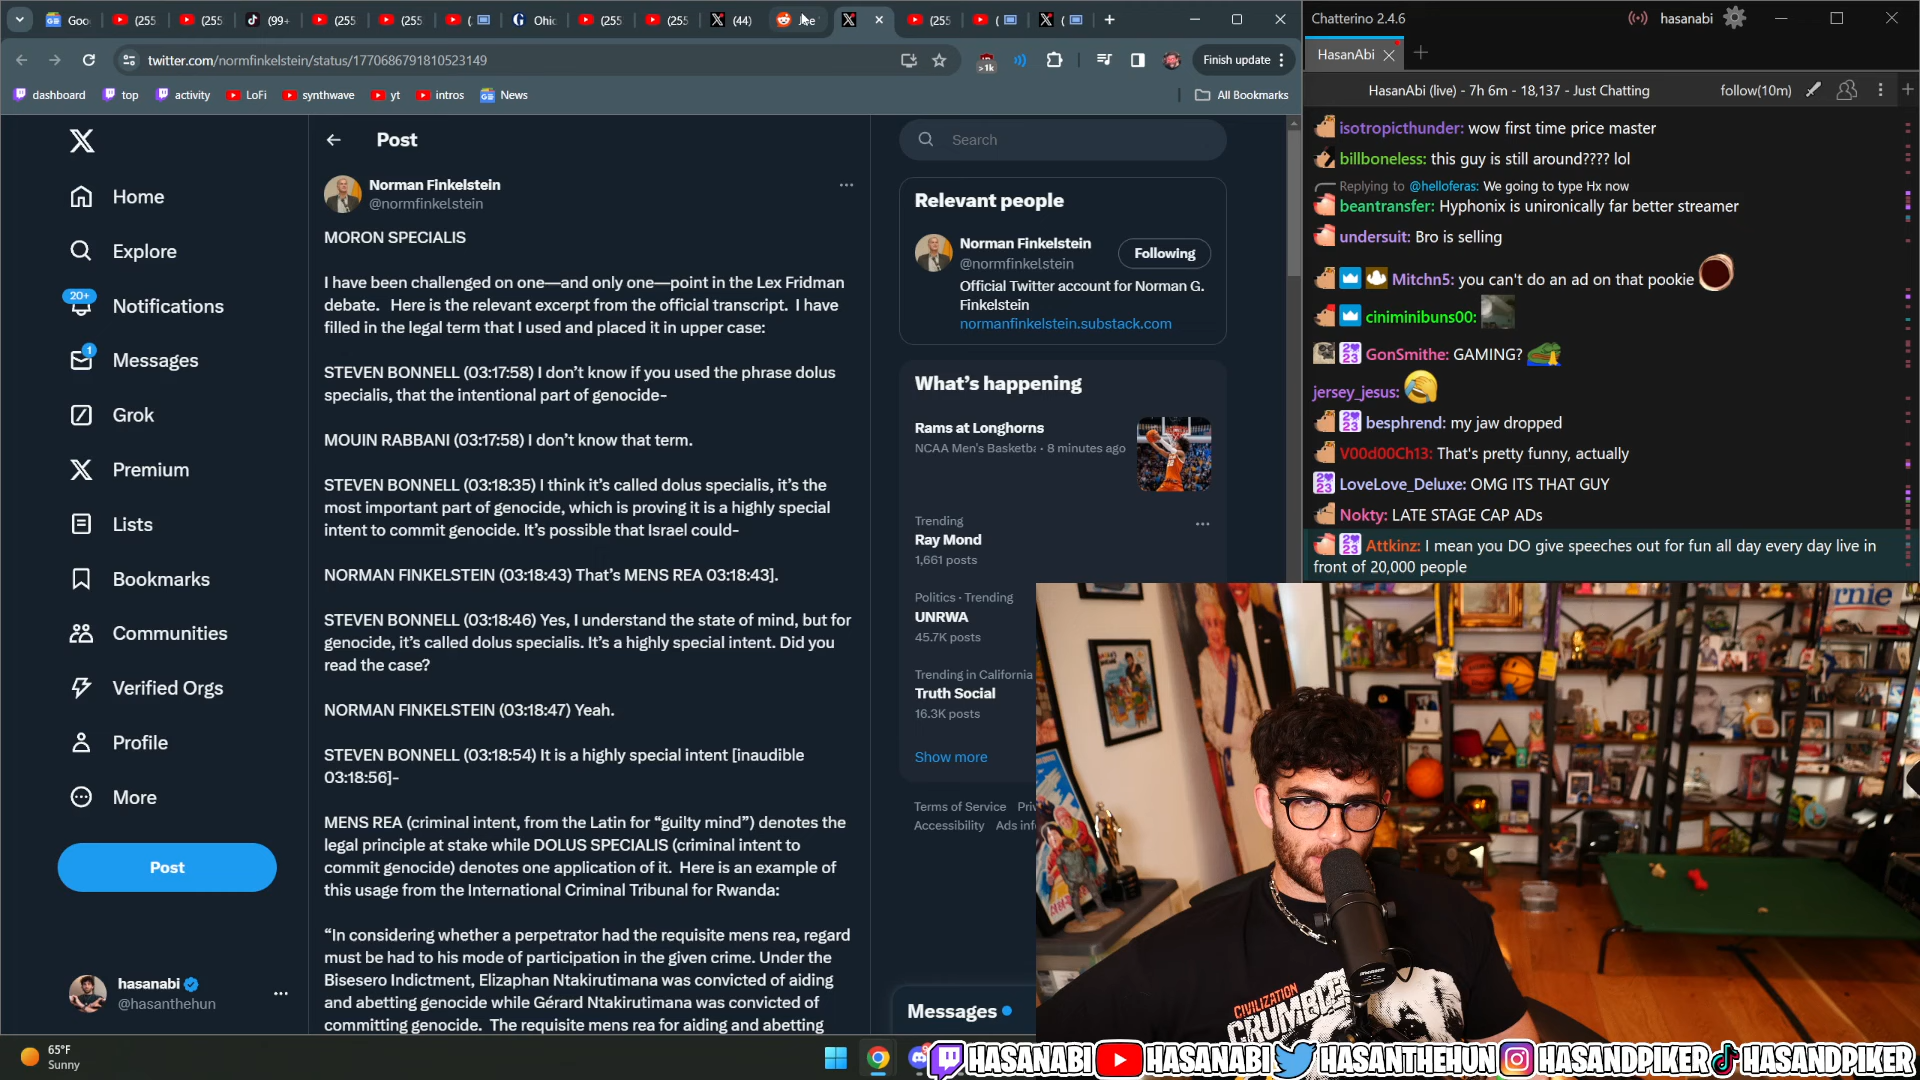 Goo
(255
(255
(99+
(255
(255
(
Ohio
(255
(255
(44)
(255
(
(
twitter.com/normfinkelstein/status/1770686791810523149
>1k
Finish update
dashboard
top
activity
LoFi
synthwave
yt
intros
News
All Bookmarks
Home
Explore
20+
Notifications
1
Messages
Grok
Premium
Lists
Bookmarks
Communities
Verified Orgs
Profile
More
Post
hasanabi
@hasanthehun
Post
Norman Finkelstein
@normfinkelstein
MORON SPECIALIS
I have been challenged on one—and only one—point in the Lex Fridman
debate. Here is the relevant excerpt from the official transcript. I have
filled in the legal term that I used and placed it in upper case:
STEVEN BONNELL (03:17:58) I don't know if you used the phrase dolus
specialis, that the intentional part of genocide-
MOUIN RABBANI (03:17:58) I don't know that term.
STEVEN BONNELL (03:18:35) I think it's called dolus specialis, it's the
most important part of genocide, which is proving it is a highly special
intent to commit genocide. It's possible that Israel could-
NORMAN FINKELSTEIN (03:18:43) That's MENS REA 03:18:43].
STEVEN BONNELL (03:18:46) Yes, I understand the state of mind, but for
genocide, it's called dolus specialis. It's a highly special intent. Did you
read the case?
NORMAN FINKELSTEIN (03:18:47) Yeah.
STEVEN BONNELL (03:18:54) It is a highly special intent [inaudible
03:18:56]-
MENS REA (criminal intent, from the Latin for “guilty mind”) denotes the
legal principle at stake while DOLUS SPECIALIS (criminal intent to
commit genocide) denotes one application of it. Here is an example of
this usage from the International Criminal Tribunal for Rwanda:
“In considering whether a perpetrator had the requisite mens rea, regard
must be had to his mode of participation in the given crime. Under the
Bisesero Indictment, Elizaphan Ntakirutimana was convicted of aiding
and abetting genocide while Gérard Ntakirutimana was convicted of
committing genocide. The requisite mens rea for aiding and abetting
Search
Relevant people
Norman Finkelstein
@normfinkelstein
Following
Official Twitter account for Norman G.
Finkelstein
normanfinkelstein.substack.com
What's happening
Rams at Longhorns
NCAA Men's Basketba · 8 minutes ago
Trending
Ray Mond
1,661 posts
Politics · Trending
UNRWA
45.7K posts
Trending in California
Truth Social
16.3K posts
Show more
Terms of Service
Accessibility Ads inf
Messages
Chatterino 2.4.6
hasanabi
HasanAbi
HasanAbi (live) - 7h 6m - 18,137 - Just Chatting
follow(10m)
isotropicthunder: wow first time price master
billboneless: this guy is still around???? lol
Replying to @helloferas: We going to type Hx now
beantransfer: Hyphonix is unironically far better streamer
undersuit: Bro is selling
Mitchn5: you can't do an ad on that pookie
ciniminibuns00:
GonSmithe: GAMING?
jersey_jesus:
besphrend: my jaw dropped
V00d00Ch13: That's pretty funny, actually
LoveLove_Deluxe: OMG ITS THAT GUY
Nokty: LATE STAGE CAP ADs
Attkinz: I mean you DO give speeches out for fun all day every day live in
front of 20,000 people
rnie
CIVILIZATION
CRUMBLE
65°F
Sunny
HASANABI HASANABI HASANTHEHUN HASANDPIKER HASANDPIKER